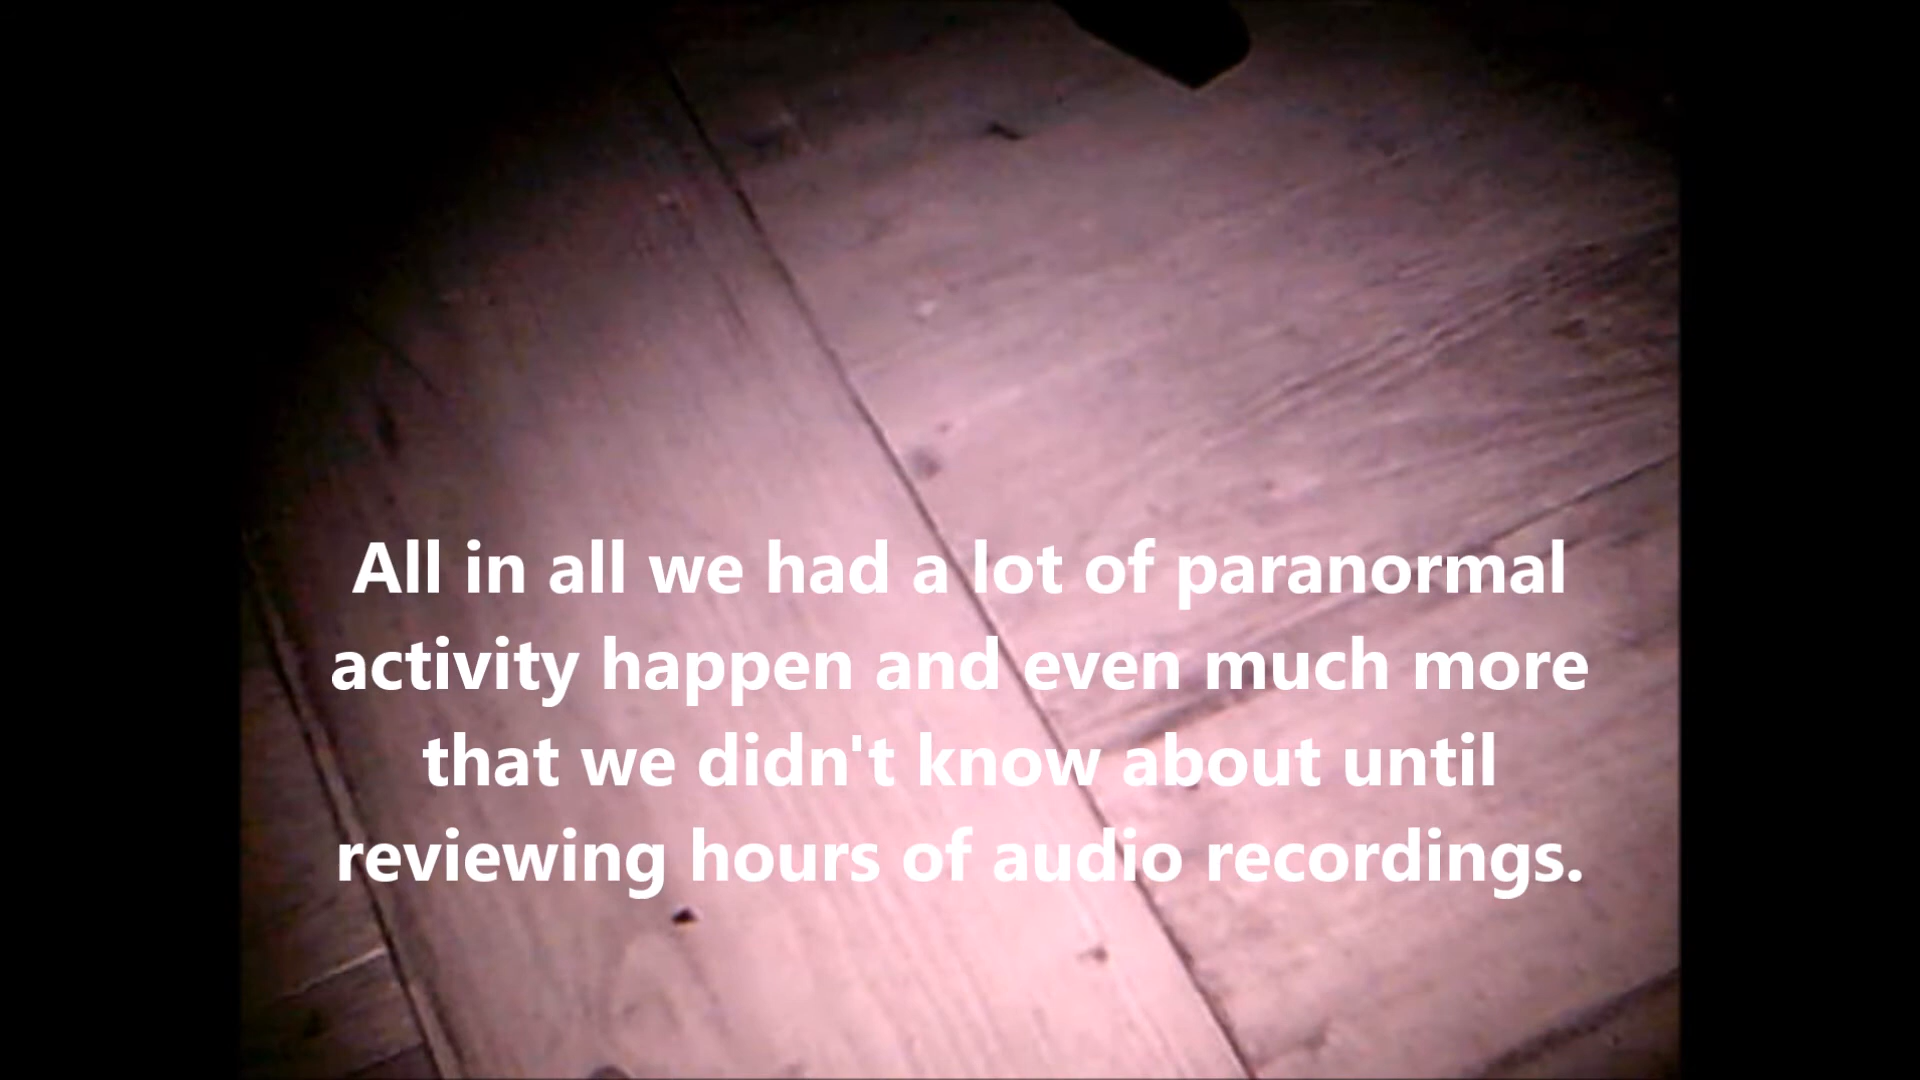 All in all we had a lot of paranormal
activity happen and even much more
that we didn't know about until
reviewing hours of audio recordings.